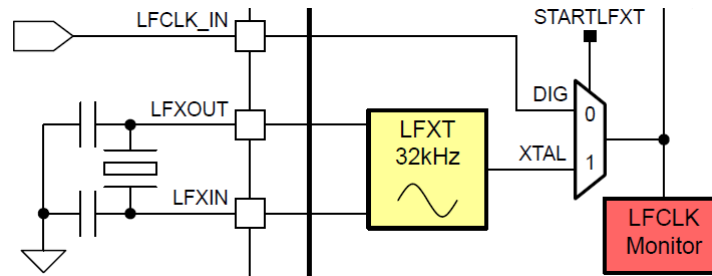 LFCLK_IN
STARTLFXT
DIG
0
LFXOUT
LFXT
32kHz
XTAL
1
LFXIN
LFCLK
Monitor